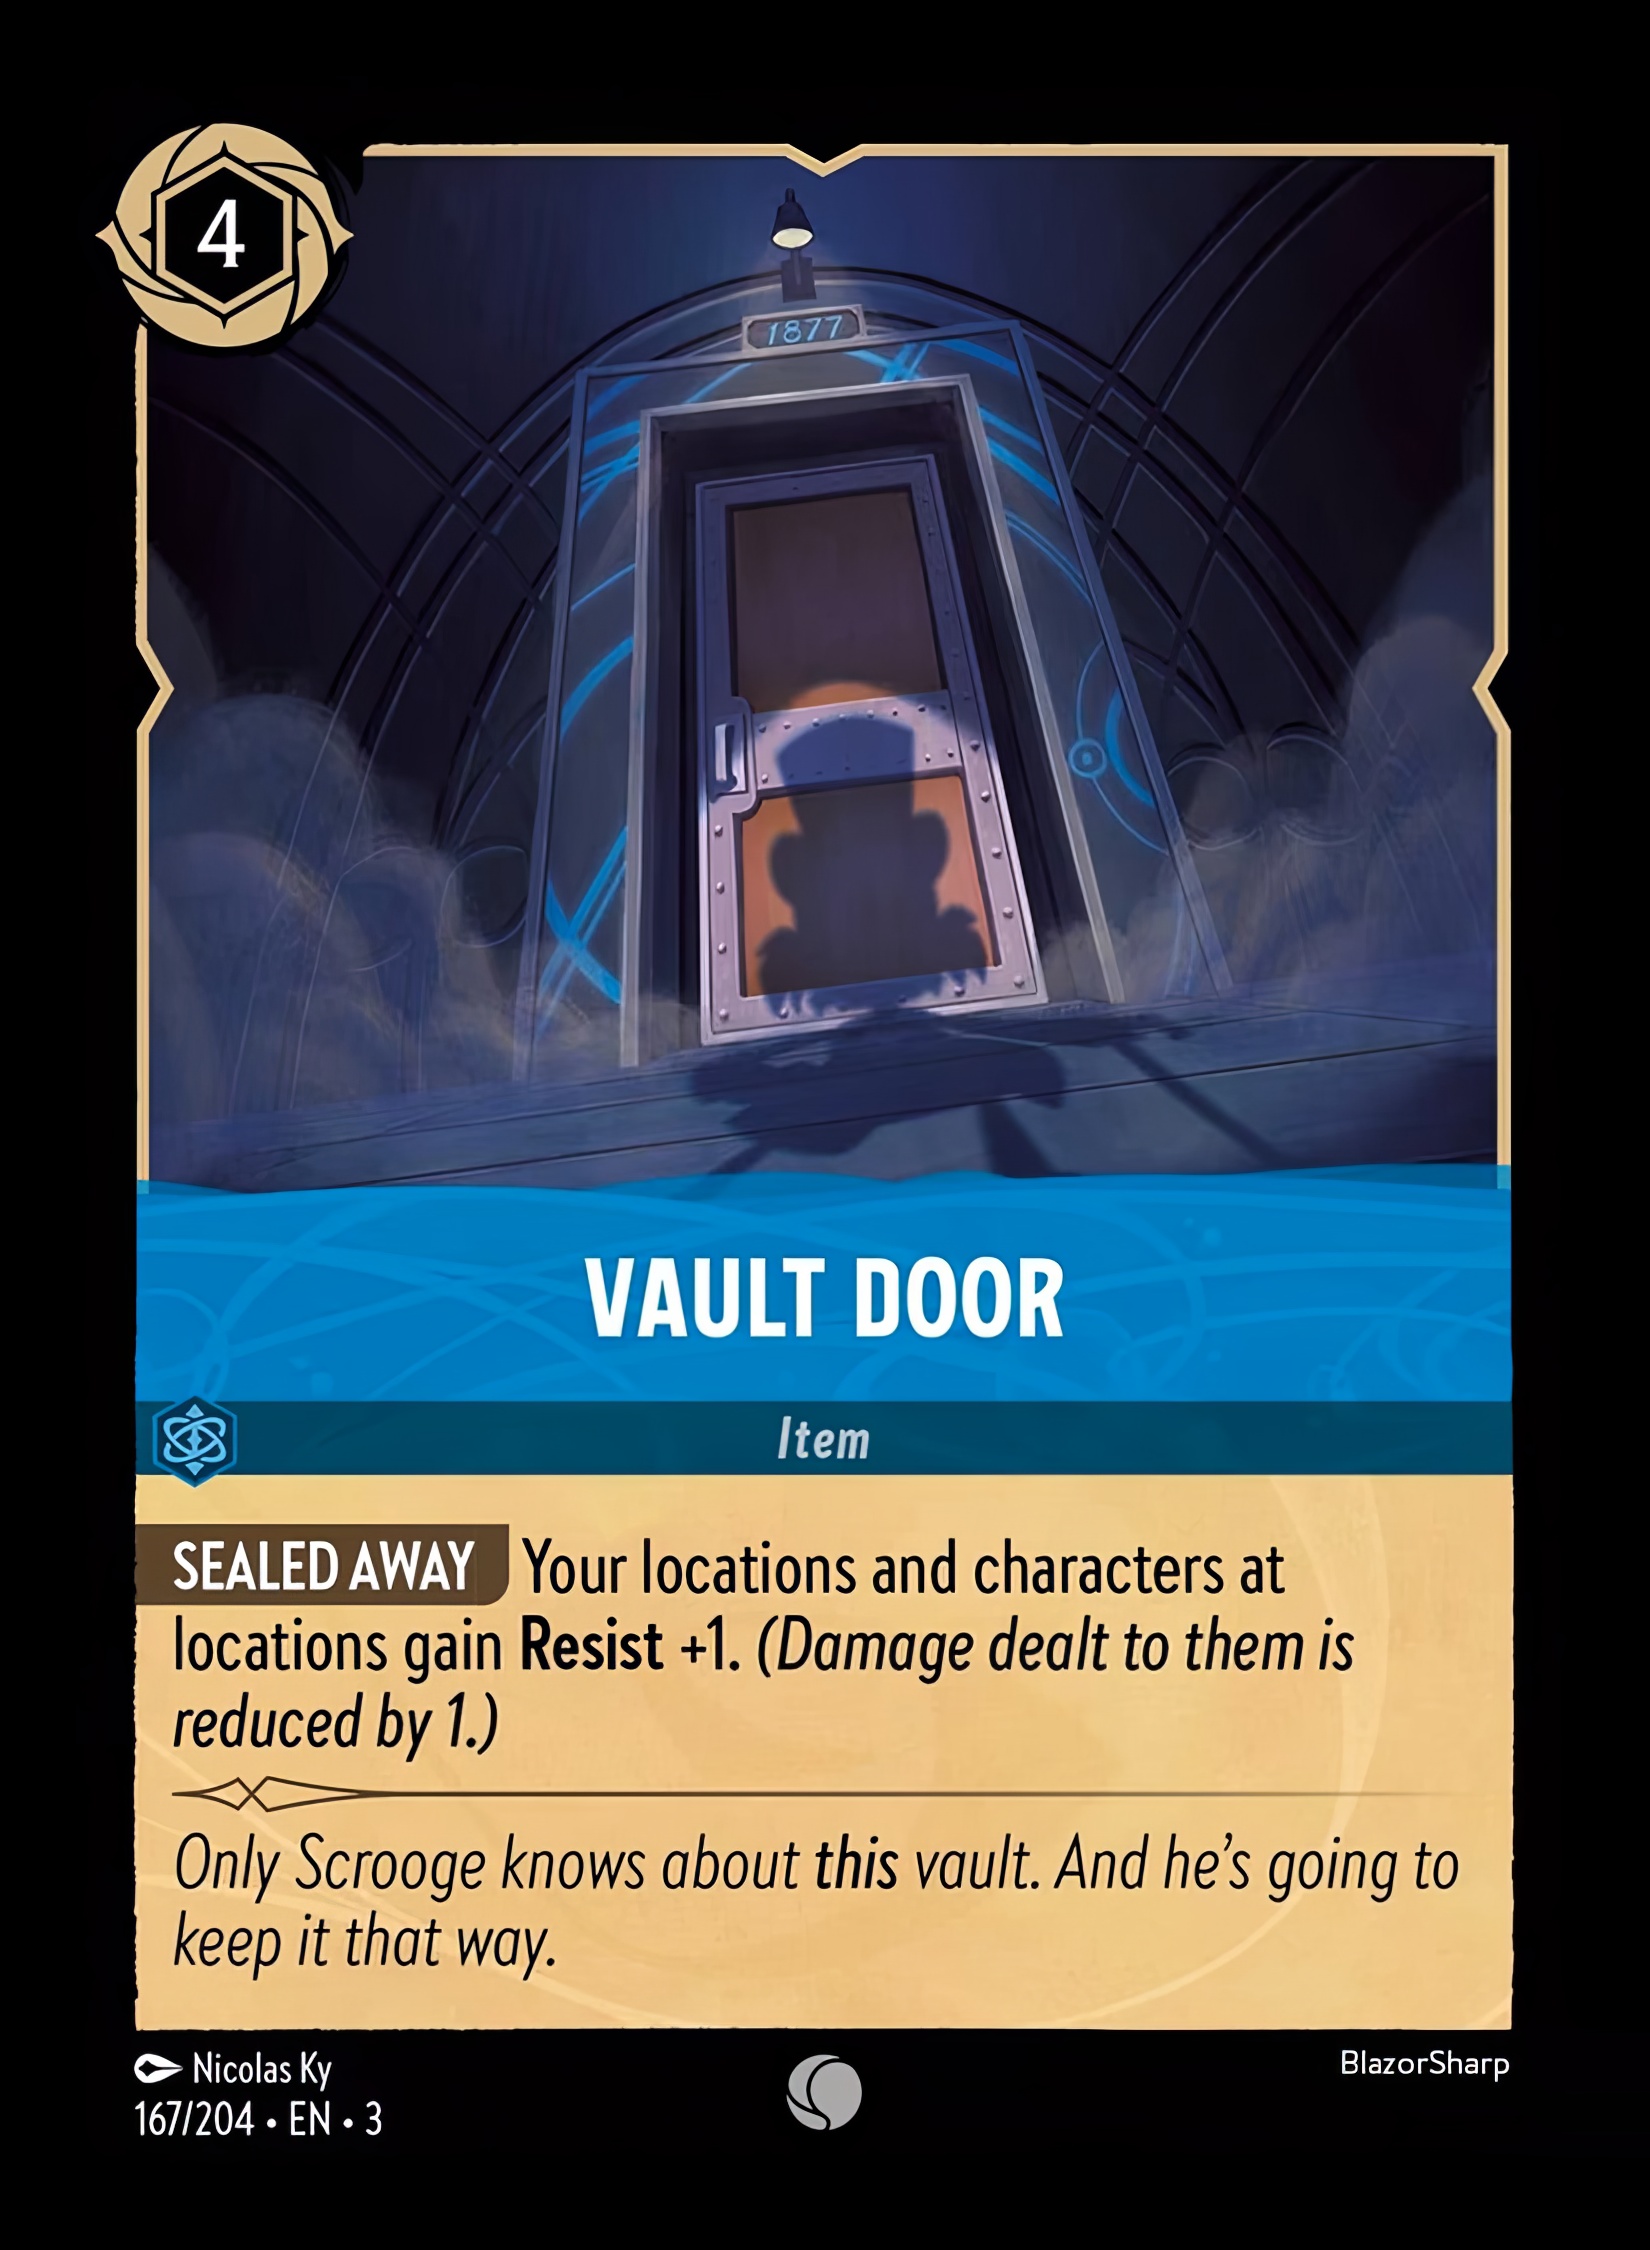 4
1877
VAULT DOOR
Item
SEALED AWAY Your locations and characters at
locations gain Resist +1. (Damage dealt to them is
reduced by 1.)
Only Scrooge knows about this vault. And he's going to
keep it that way.
Nicolas Ky
BlazorSharp
167/204 • EN • 3